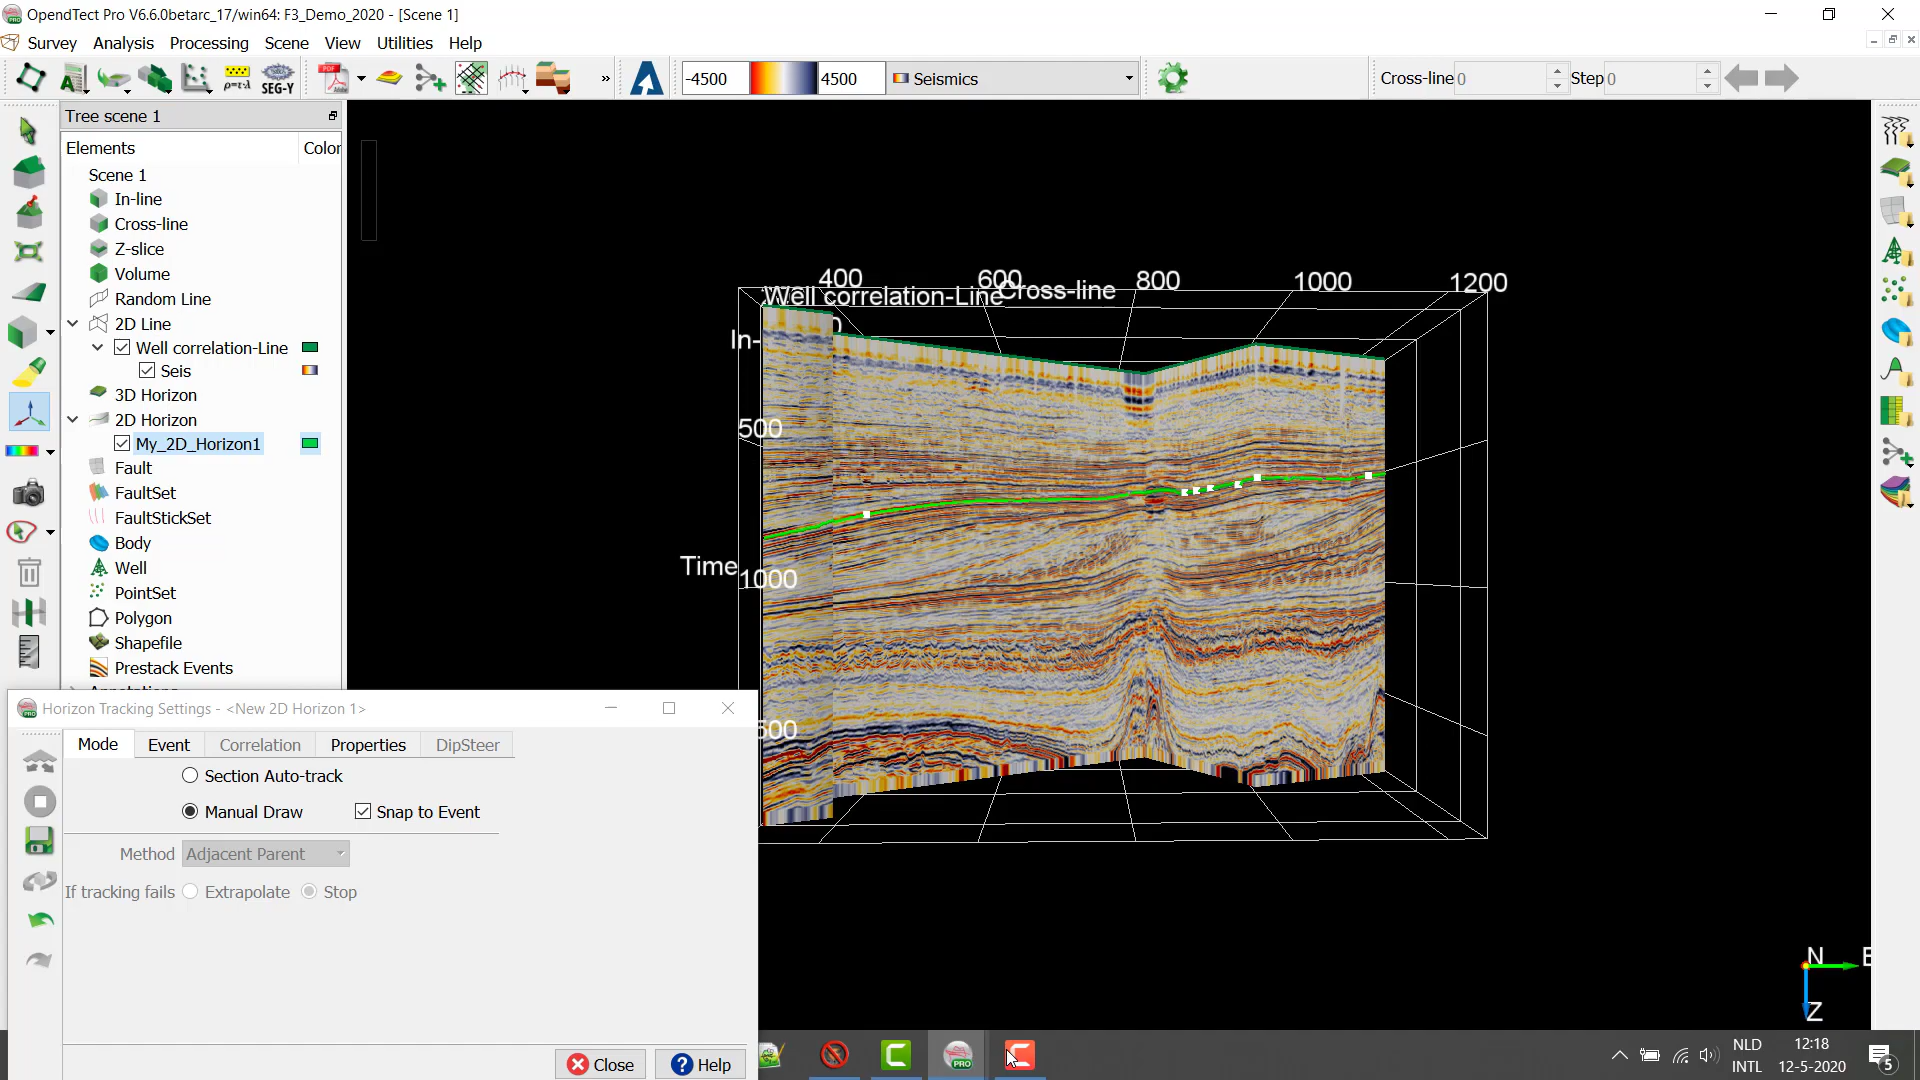 OpendTect Pro V6.6.0betarc_17/win64: F3_Demo_2020 - [Scene 1]
Survey Analysis Processing Scene View Utilities Help
PDF Adobe SEG-Y » -4500 4500 Seismics Cross-line 0 Step 0
Tree scene 1
Elements Color
Scene 1
In-line
Cross-line
Z-slice
Volume
Random Line
2D Line
Well correlation-Line
Seis
3D Horizon
2D Horizon
My_2D_Horizon1
Fault
FaultSet
FaultStickSet
Body
Well
PointSet
Polygon
Shapefile
Prestack Events
400 600 800 1000 1200
Well correlation-Line Cross-line
In-
500
Time 1000
500
N E
Z
Horizon Tracking Settings - <New 2D Horizon 1>
Mode Event Correlation Properties DipSteer
Section Auto-track
Manual Draw Snap to Event
Method Adjacent Parent
If tracking fails Extrapolate Stop
Close Help
PRO
NLD
INTL
12:18
12-5-2020
5